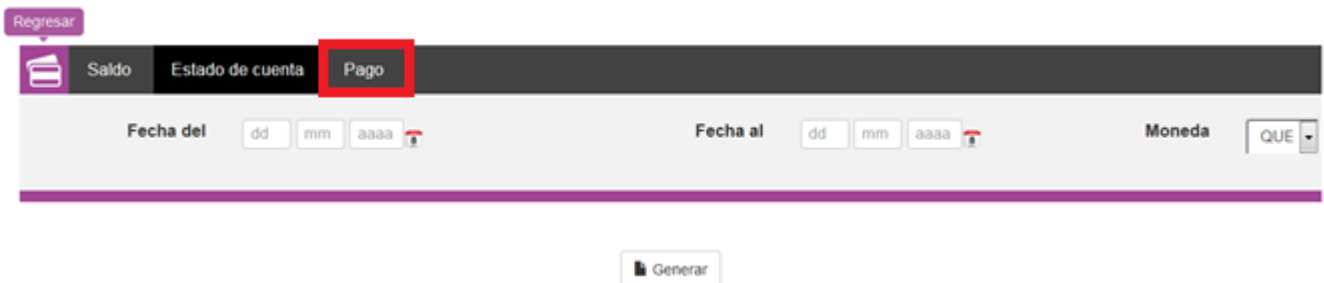 Regresar
Saldo Estado de cuenta Pago
Fecha del dd mm aaaa Fecha al dd mm aaaa Moneda QUE
Generar